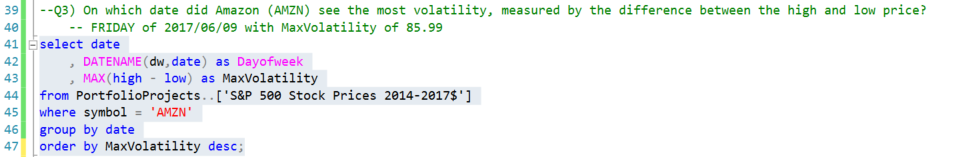 39 --Q3) On which date did Amazon (AMZN) see the most volatility, measured by the difference between the high and low price?
40 -- FRIDAY of 2017/06/09 with MaxVolatility of 85.99
41 select date
42 , DATENAME(dw,date) as Dayofweek
43 , MAX(high - low) as MaxVolatility
44 from PortfolioProjects..['S&P 500 Stock Prices 2014-2017$']
45 where symbol = 'AMZN'
46 group by date
47 order by MaxVolatility desc;